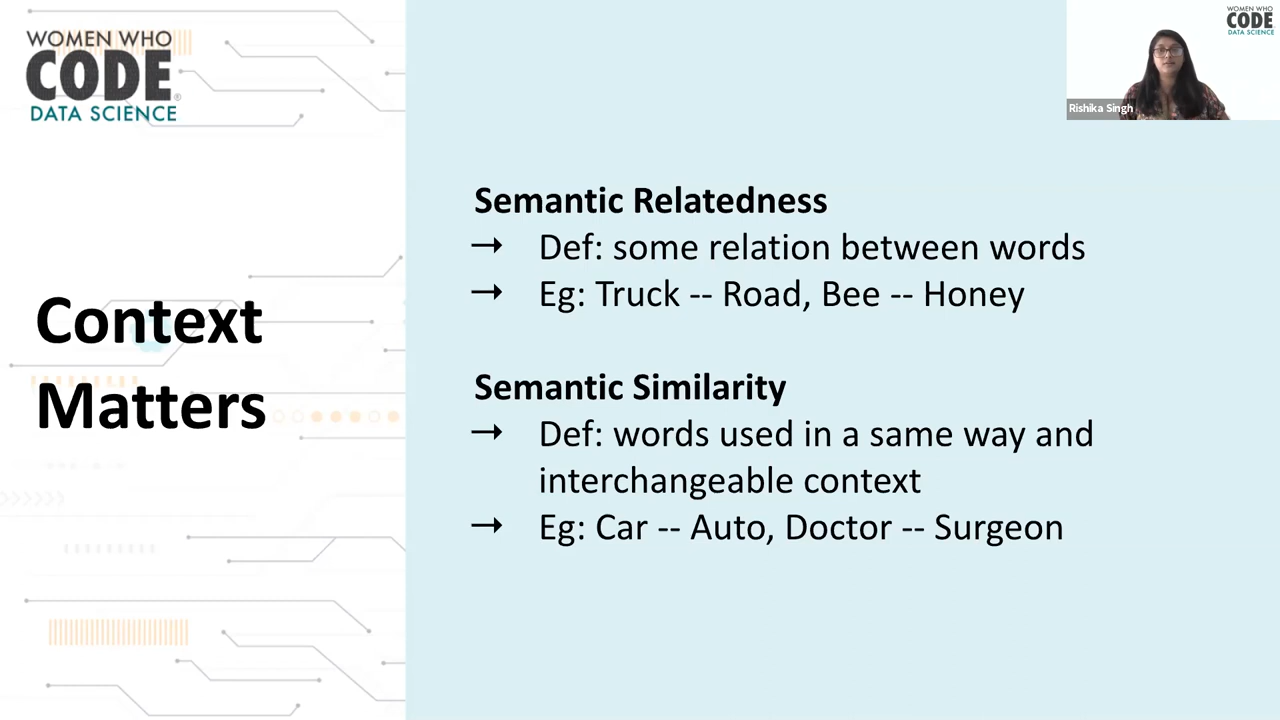 WOMEN WHO
CODE
DATA SCIENCE
WOMEN WHO
CODE
DATA SCIENCE
Rishika Singh
Context
Matters
Semantic Relatedness
→ Def: some relation between words
→ Eg: Truck -- Road, Bee -- Honey
Semantic Similarity
→ Def: words used in a same way and
interchangeable context
→ Eg: Car -- Auto, Doctor -- Surgeon